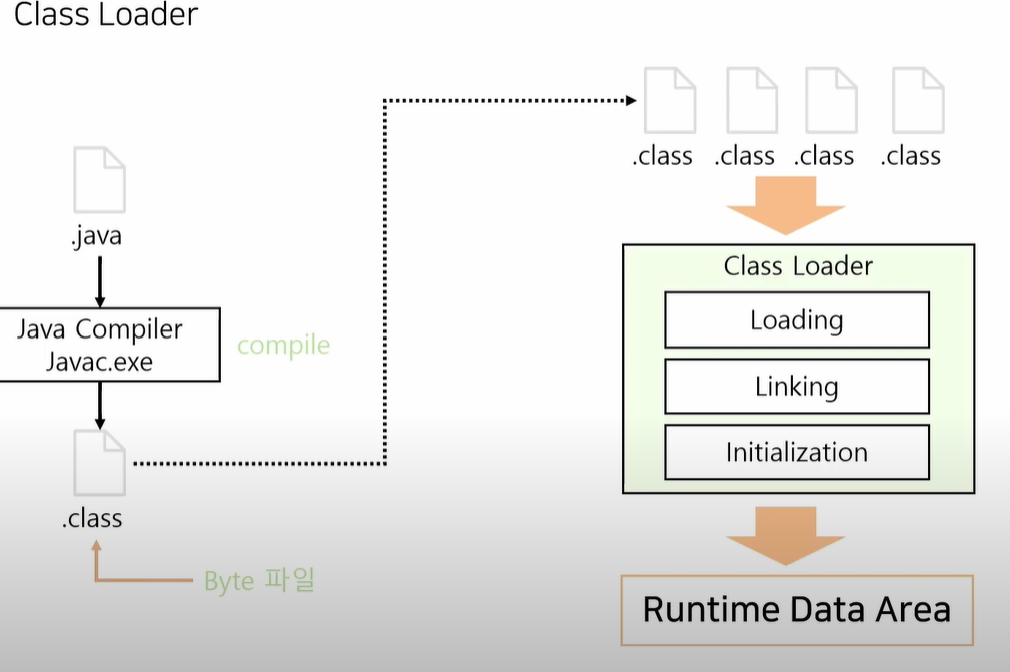 Class Loader
.java
Java Compiler
Javac.exe
compile
.class
Byte 파일
.class .class .class .class
Class Loader
Loading
Linking
Initialization
Runtime Data Area